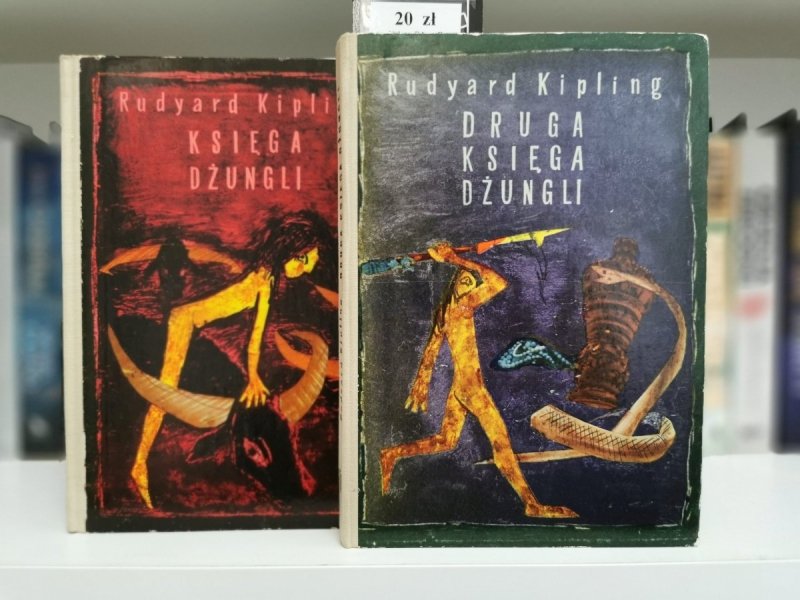 20 zł
Rudyard Kipli
KSIĘGA
DŻUNGLI
Rudyard Kipling
DRUGA
KSIĘGA
DŻUNGLI